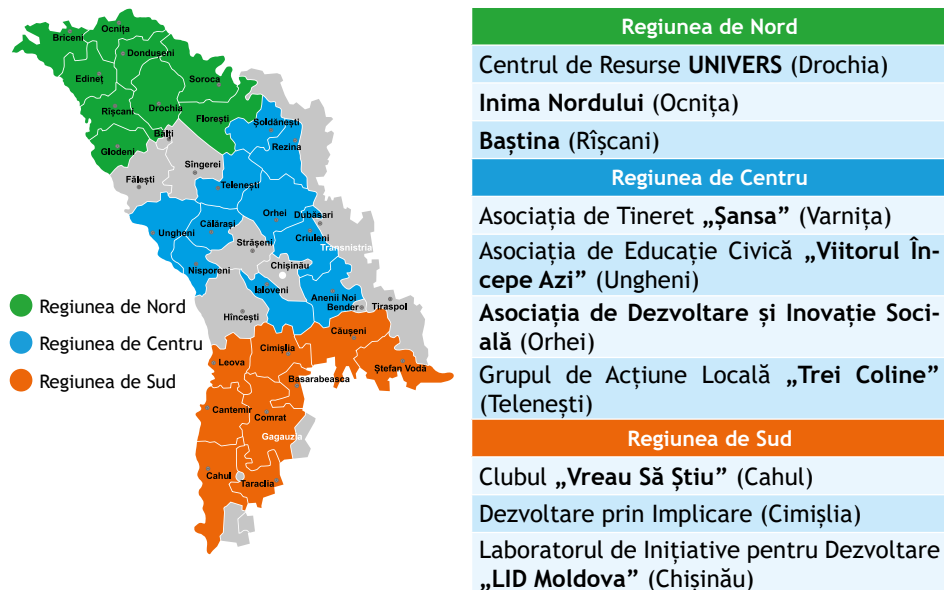 Ocnița
Briceni
Dondușeni
Edineț
Soroca
Rîșcani
Drochia
Florești
Bălți
Glodeni
Șoldănești
Rezina
Sîngerei
Fălești
Telenești
Orhei
Dubăsari
Călărași
Ungheni
Criuleni
Strășeni
Transnistria
Chișinău
Nisporeni
Ialoveni
Anenii Noi
Bender
Tiraspol
Hîncești
Căușeni
Cimișlia
Leova
Ștefan Vodă
Basarabeasca
Cantemir
Comrat
Gagauzia
Cahul
Taraclia
Regiunea de Nord
Regiunea de Centru
Regiunea de Sud
Regiunea de Nord
Centrul de Resurse UNIVERS (Drochia)
Inima Nordului (Ocnița)
Baștina (Rîșcani)
Regiunea de Centru
Asociația de Tineret „Șansa” (Varnița)
Asociația de Educație Civică „Viitorul În-
cepe Azi” (Ungheni)
Asociația de Dezvoltare și Inovație Soci-
ală (Orhei)
Grupul de Acțiune Locală „Trei Coline”
(Telenești)
Regiunea de Sud
Clubul „Vreau Să Știu” (Cahul)
Dezvoltare prin Implicare (Cimișlia)
Laboratorul de Inițiative pentru Dezvoltare
„LID Moldova” (Chișinău)